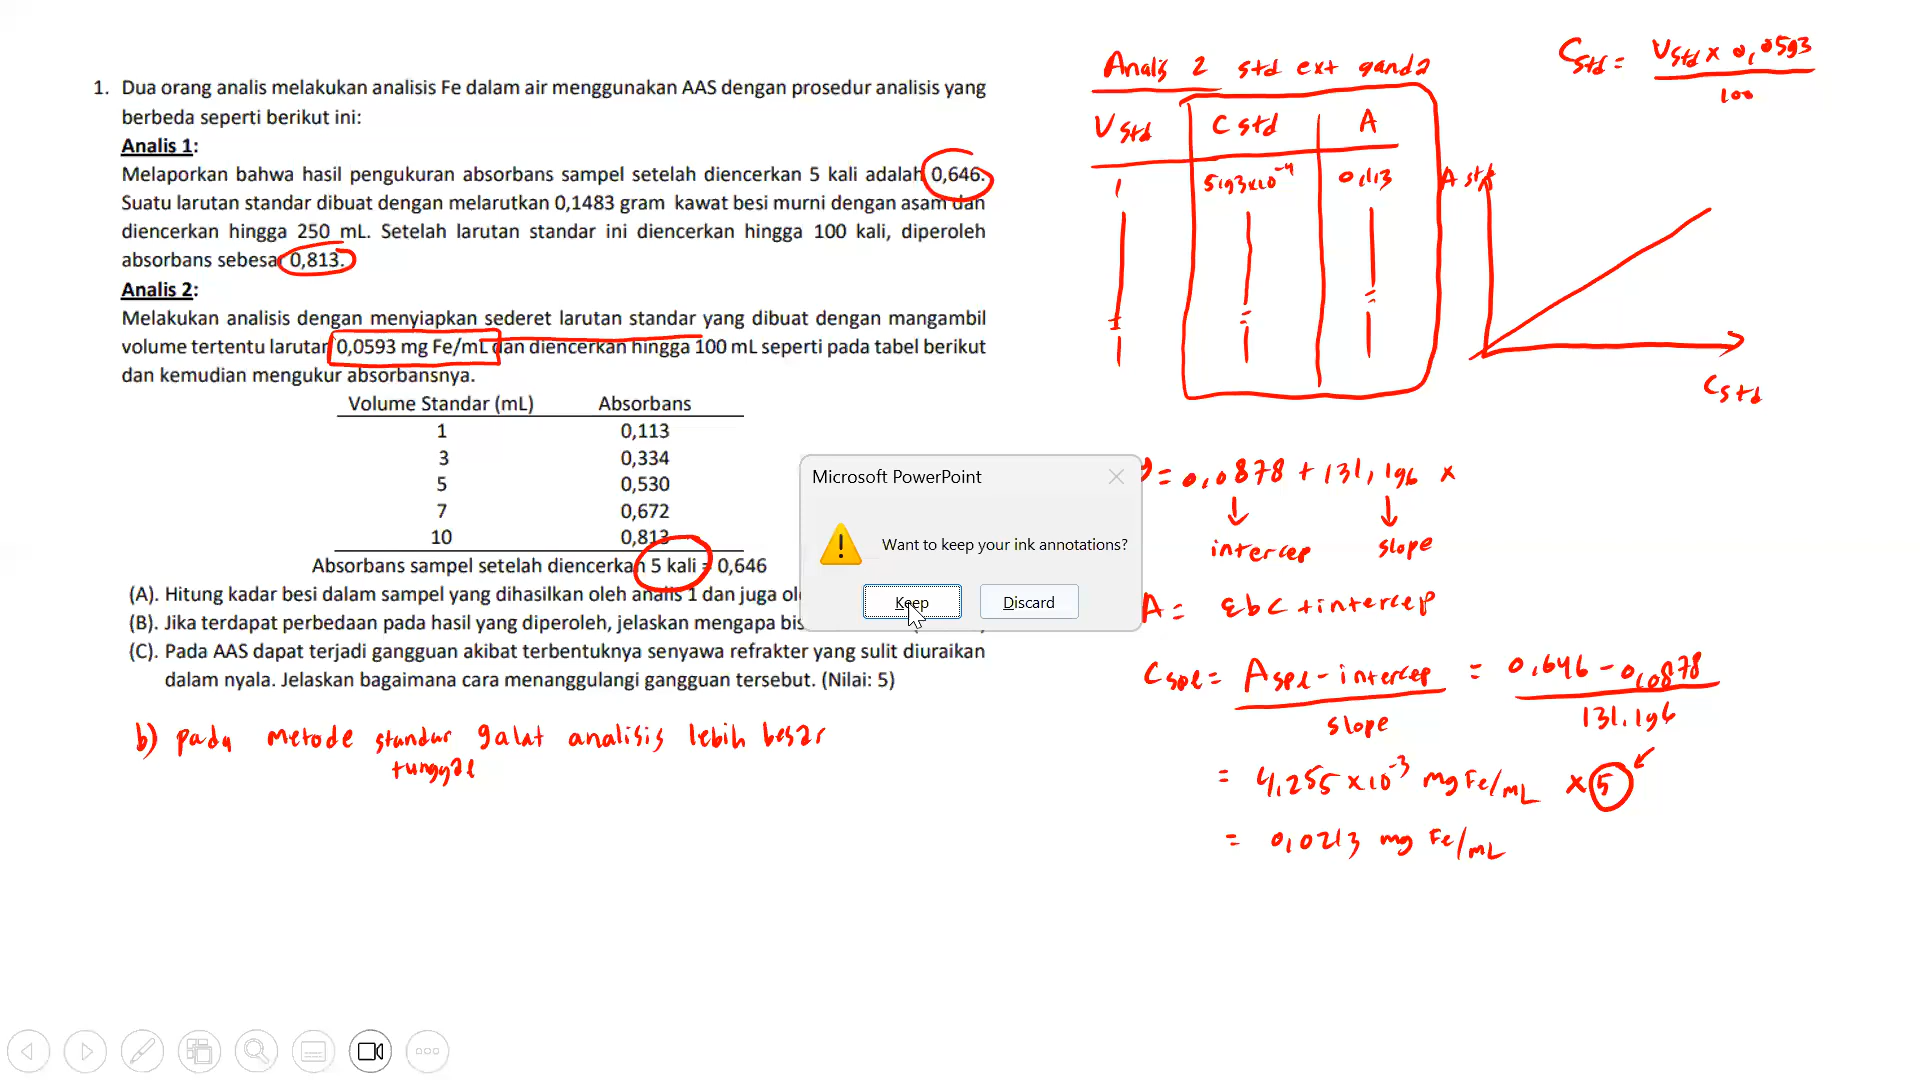 1. Dua orang analis melakukan analisis Fe dalam air menggunakan AAS dengan prosedur analisis yang
berbeda seperti berikut ini:
Analis 1:
Melaporkan bahwa hasil pengukuran absorbans sampel setelah diencerkan 5 kali adalah 0,646.
Suatu larutan standar dibuat dengan melarutkan 0,1483 gram kawat besi murni dengan asam dan
diencerkan hingga 250 mL. Setelah larutan standar ini diencerkan hingga 100 kali, diperoleh
absorbans sebesa 0,813.
Analis 2:
Melakukan analisis dengan menyiapkan sederet larutan standar yang dibuat dengan mangambil
volume tertentu larutan 0,0593 mg Fe/mL dan diencerkan hingga 100 mL seperti pada tabel berikut
dan kemudian mengukur absorbansnya.
Volume Standar (mL) Absorbans
1 0,113
3 0,334
5 0,530
7 0,672
10 0,813
Absorbans sampel setelah diencerkan 5 kali = 0,646
(A). Hitung kadar besi dalam sampel yang dihasilkan oleh analis 1 dan juga ol
(B). Jika terdapat perbedaan pada hasil yang diperoleh, jelaskan mengapa bis
(C). Pada AAS dapat terjadi gangguan akibat terbentuknya senyawa refrakter yang sulit diuraikan
dalam nyala. Jelaskan bagaimana cara menanggulangi gangguan tersebut. (Nilai: 5)
b) pada metode standar galat analisis lebih besar
tunggal
Analis 2 std ext ganda
V std C std A
1 5,93x10⁻⁴ 0,113
C std = V std x 0,0593
100
A std
C std
y = 0,0878 + 131,196 x
intercep slope
A = εbC + intercep
C spl = A spl - intercep = 0,646 - 0,0878
slope 131,196
= 4,255 x 10⁻³ mg Fe/mL x 5
= 0,0213 mg Fe/mL
Microsoft PowerPoint
Want to keep your ink annotations?
Keep Discard